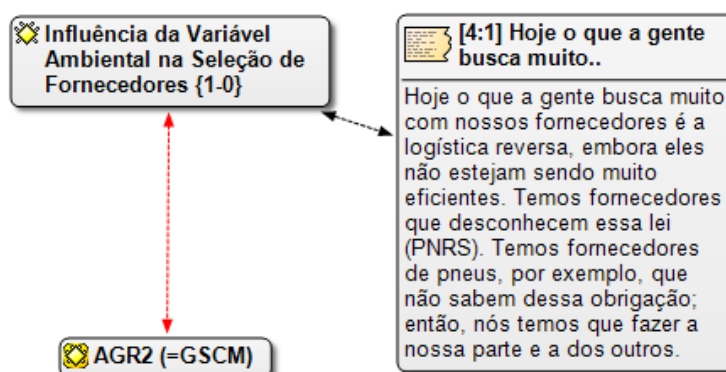 Influência da Variável
Ambiental na Seleção de
Fornecedores {1-0}
[4:1] Hoje o que a gente
busca muito..
Hoje o que a gente busca muito
com nossos fornecedores é a
logística reversa, embora eles
não estejam sendo muito
eficientes. Temos fornecedores
que desconhecem essa lei
(PNRS). Temos fornecedores
de pneus, por exemplo, que
não sabem dessa obrigação;
então, nós temos que fazer a
nossa parte e a dos outros.
AGR2 (=GSCM)